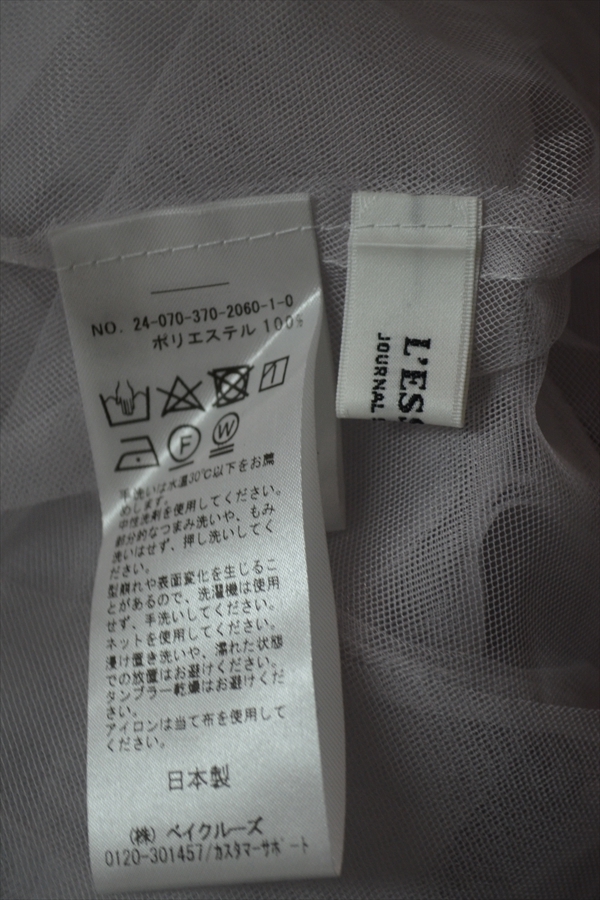 NO. 24-070-370-2060-1-0
ポリエステル 100%
F
W
手洗いは水温30℃以下をお薦
めします。
中性洗剤を使用してください。
部分的なつまみ洗いや、もみ
洗いはせず、押し洗いしてく
ださい。
型崩れや表面変化を生じるこ
とがあるので、洗濯機は使用
せず、手洗いしてください。
ネットを使用してください。
浸け置き洗いや、濡れた状態
での放置はお避けください。
タンブラー乾燥はお避けくだ
さい。
アイロンは当て布を使用して
ください。
日本製
(株) ベイクルーズ
0120-301457/カスタマーサポート
L'ES
JOURNAL